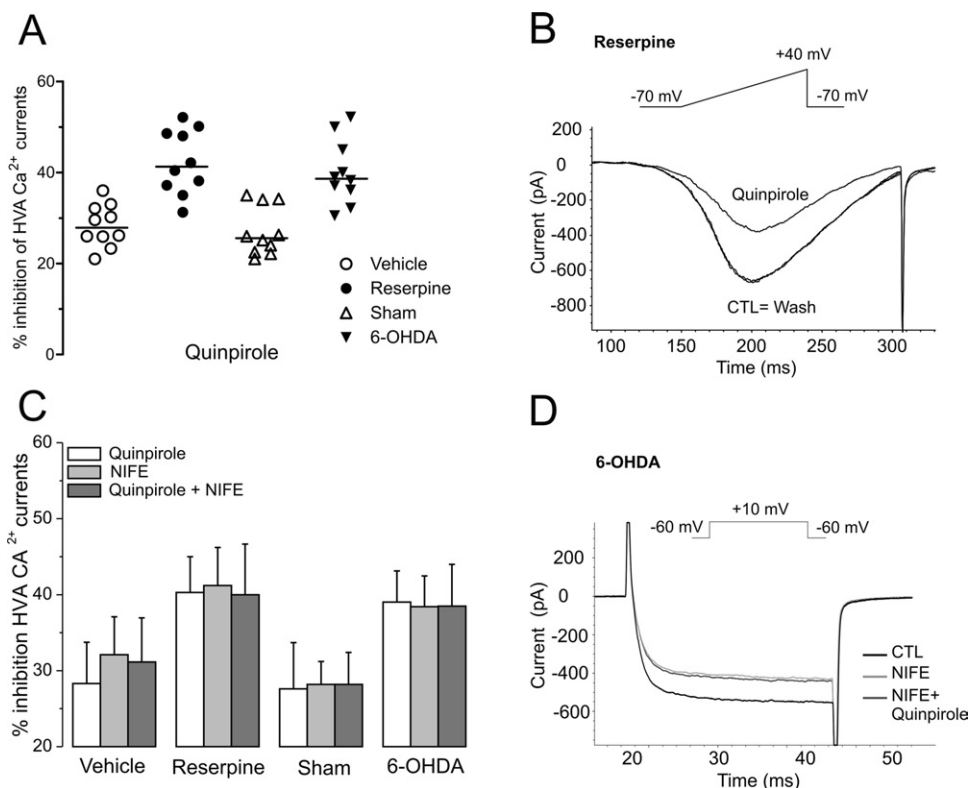 A
% inhibition of HVA Ca2+ currents
60
40
20
0
Vehicle
Reserpine
Sham
6-OHDA
Quinpirole
B
Reserpine
+40 mV
-70 mV
-70 mV
200
0
-200
-400
-600
-800
Current (pA)
Quinpirole
CTL= Wash
100 150 200 250 300
Time (ms)
C
% inhibition HVA CA 2+ currents
60
50
40
30
20
Quinpirole
NIFE
Quinpirole + NIFE
Vehicle Reserpine Sham 6-OHDA
D
6-OHDA
+10 mV
-60 mV
-60 mV
200
0
-200
-400
-600
Current (pA)
CTL
NIFE
NIFE+
Quinpirole
20 30 40 50
Time (ms)